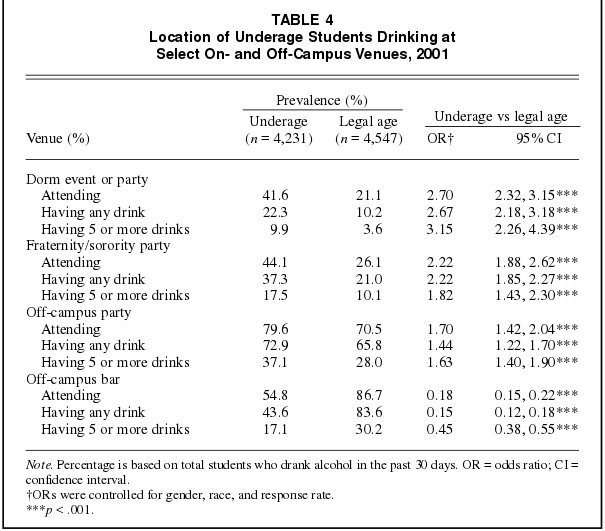 TABLE 4
Location of Underage Students Drinking at
Select On- and Off-Campus Venues, 2001
Prevalence (%)
Underage Legal age Underage vs legal age
Venue (%) (n = 4,231) (n = 4,547) OR† 95% CI
Dorm event or party
Attending 41.6 21.1 2.70 2.32, 3.15***
Having any drink 22.3 10.2 2.67 2.18, 3.18***
Having 5 or more drinks 9.9 3.6 3.15 2.26, 4.39***
Fraternity/sorority party
Attending 44.1 26.1 2.22 1.88, 2.62***
Having any drink 37.3 21.0 2.22 1.85, 2.27***
Having 5 or more drinks 17.5 10.1 1.82 1.43, 2.30***
Off-campus party
Attending 79.6 70.5 1.70 1.42, 2.04***
Having any drink 72.9 65.8 1.44 1.22, 1.70***
Having 5 or more drinks 37.1 28.0 1.63 1.40, 1.90***
Off-campus bar
Attending 54.8 86.7 0.18 0.15, 0.22***
Having any drink 43.6 83.6 0.15 0.12, 0.18***
Having 5 or more drinks 17.1 30.2 0.45 0.38, 0.55***
Note. Percentage is based on total students who drank alcohol in the past 30 days. OR = odds ratio; CI =
confidence interval.
†ORs were controlled for gender, race, and response rate.
***p < .001.